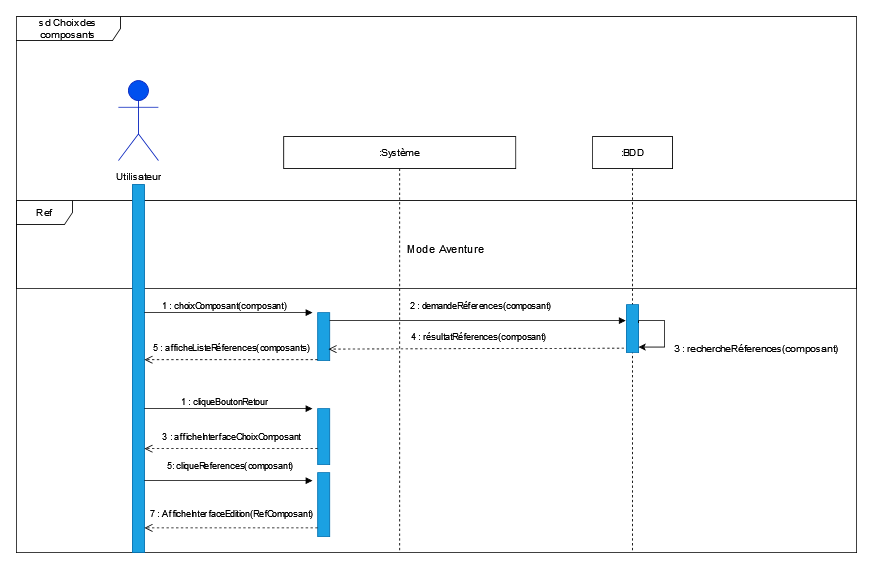 sd Choix des
composants
Utilisateur
:Système
:BDD
Ref
Mode Aventure
1 : choixComposant(composant)
2 : demandeRéferences(composant)
3 : rechercheRéferences(composant)
4 : résultatRéferences(composant)
5 : afficheListeRéferences(composants)
1 : cliqueBoutonRetour
3 : afficheInterfaceChoixComposant
5: cliqueReferences(composant)
7 : AfficheInterfaceEdition(RefComposant)